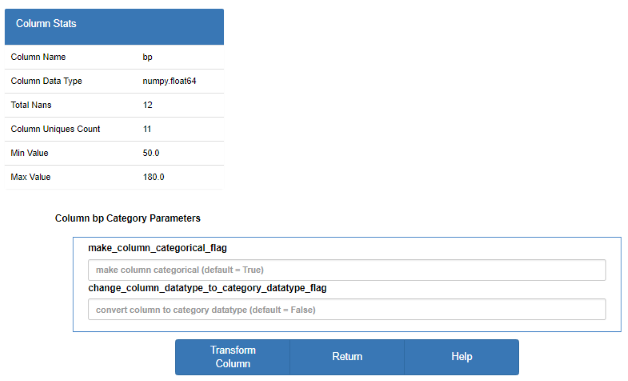 Column Stats
Column Name bp
Column Data Type numpy.float64
Total Nans 12
Column Uniques Count 11
Min Value 50.0
Max Value 180.0
Column bp Category Parameters
make_column_categorical_flag
make column categorical (default = True)
change_column_datatype_to_category_datatype_flag
convert column to category datatype (default = False)
Transform Column
Return
Help